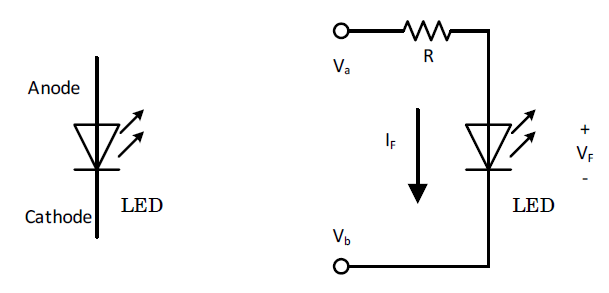 Anode
Cathode
LED
Va
R
IF
Vb
LED
+
VF
-